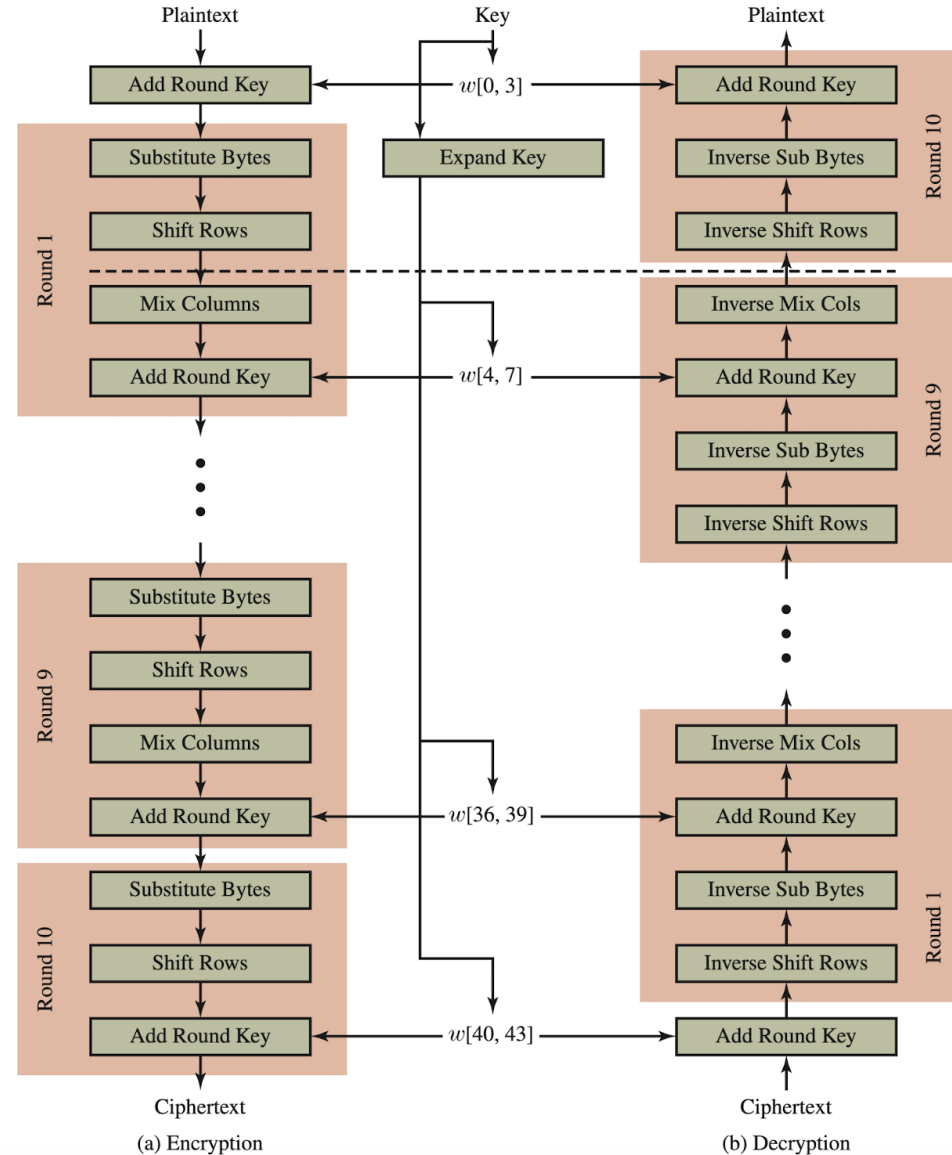 Plaintext
Key
Plaintext
Add Round Key
w[0, 3]
Add Round Key
Substitute Bytes
Expand Key
Inverse Sub Bytes
Round 10
Shift Rows
Inverse Shift Rows
Round 1
Mix Columns
Inverse Mix Cols
Add Round Key
w[4, 7]
Add Round Key
Round 9
Inverse Sub Bytes
Inverse Shift Rows
Substitute Bytes
Shift Rows
Round 9
Mix Columns
Inverse Mix Cols
Add Round Key
w[36, 39]
Add Round Key
Substitute Bytes
Inverse Sub Bytes
Round 1
Round 10
Shift Rows
Inverse Shift Rows
Add Round Key
w[40, 43]
Add Round Key
Ciphertext
Ciphertext
(a) Encryption
(b) Decryption